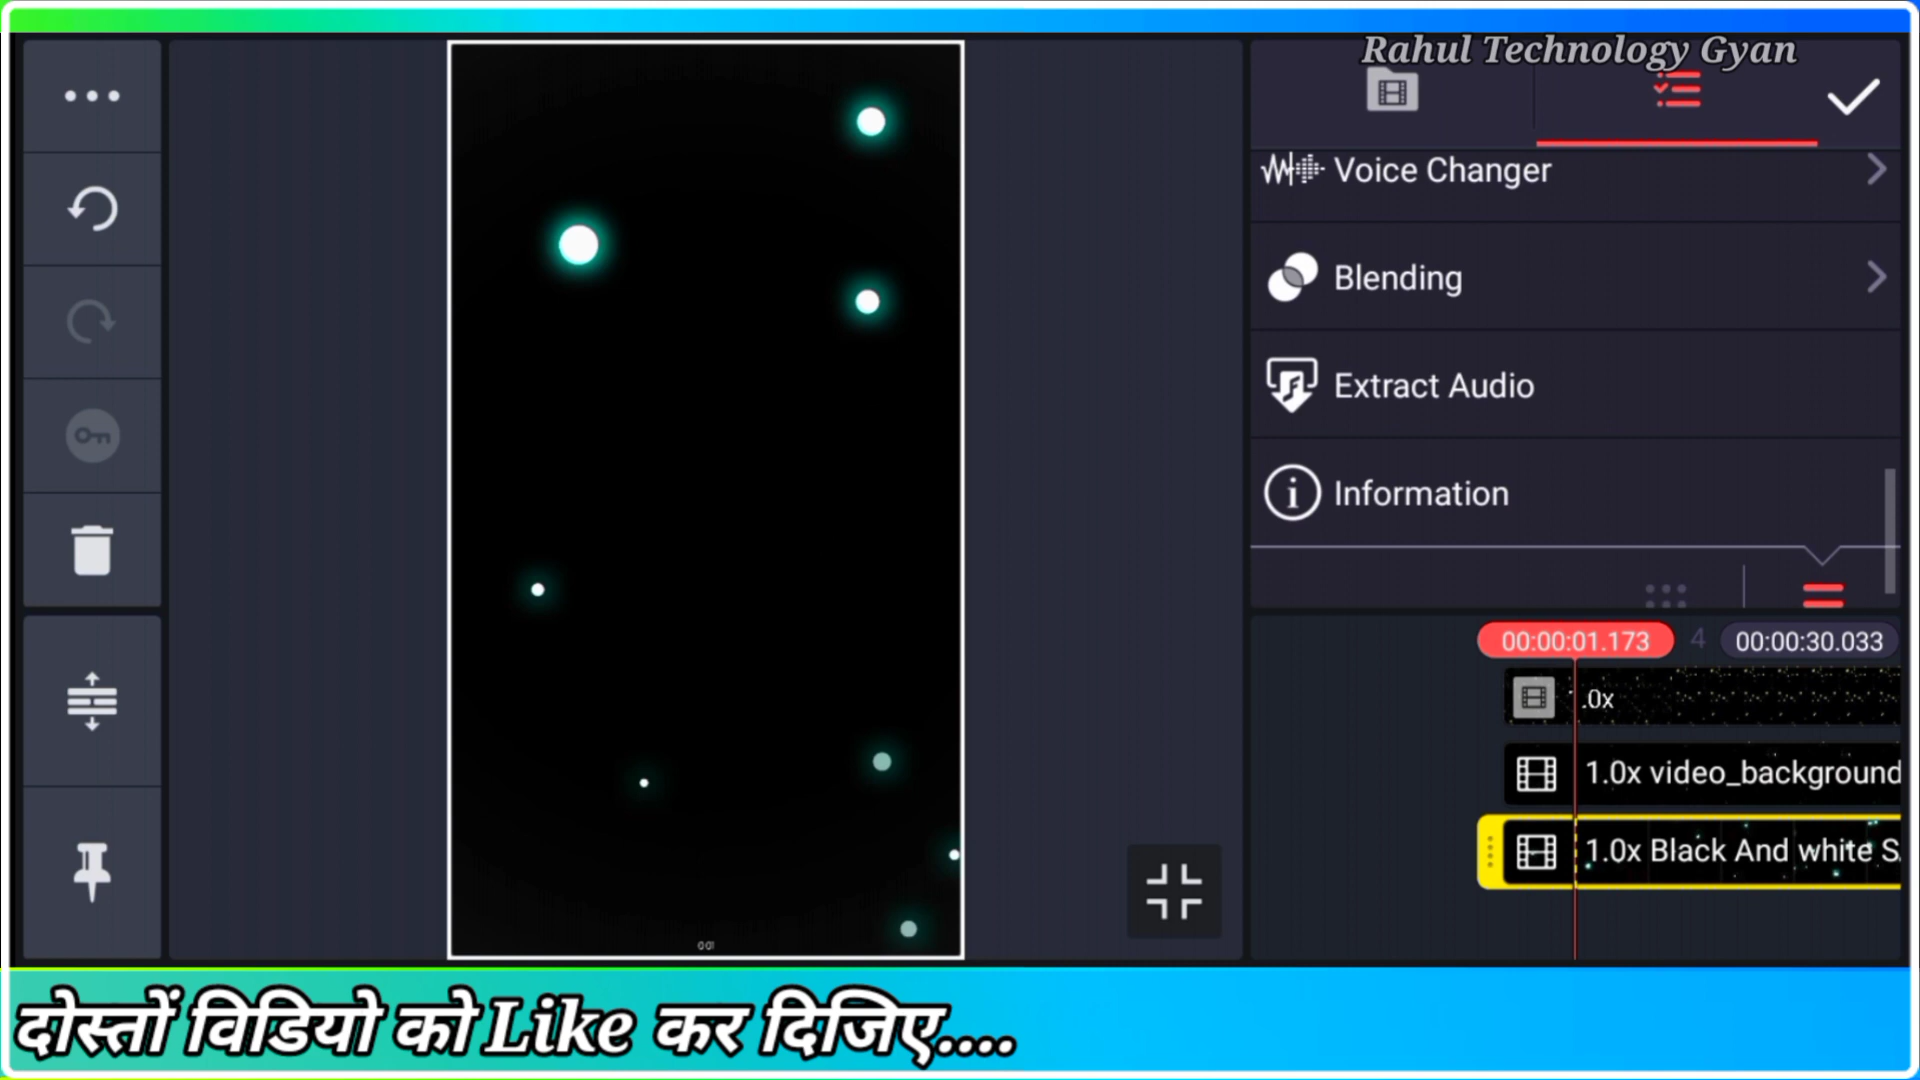 Rahul Technology Gyan
Voice Changer
Blending
Extract Audio
Information
00:00:01.173 4 00:00:30.033
.0x
1.0x video_background
1.0x Black And white S
दोस्तों विडियो को Like कर दिजिए....